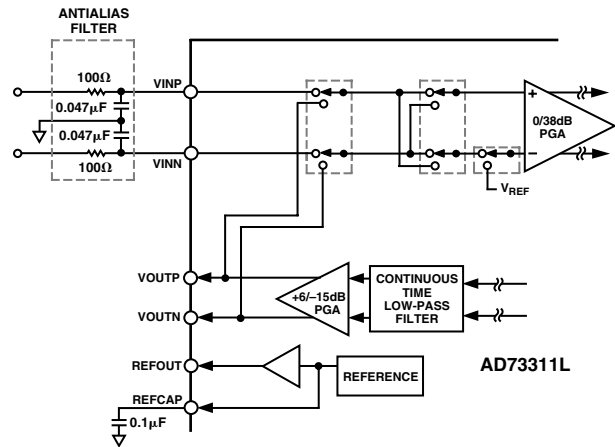 ANTIALIAS
FILTER
100Ω
VINP
0.047μF
0.047μF
VINN
100Ω
+
0/38dB
PGA
−
VREF
VOUTP
+6/−15dB
PGA
CONTINUOUS
TIME
LOW-PASS
FILTER
VOUTN
AD73311L
REFOUT
REFERENCE
REFCAP
0.1μF